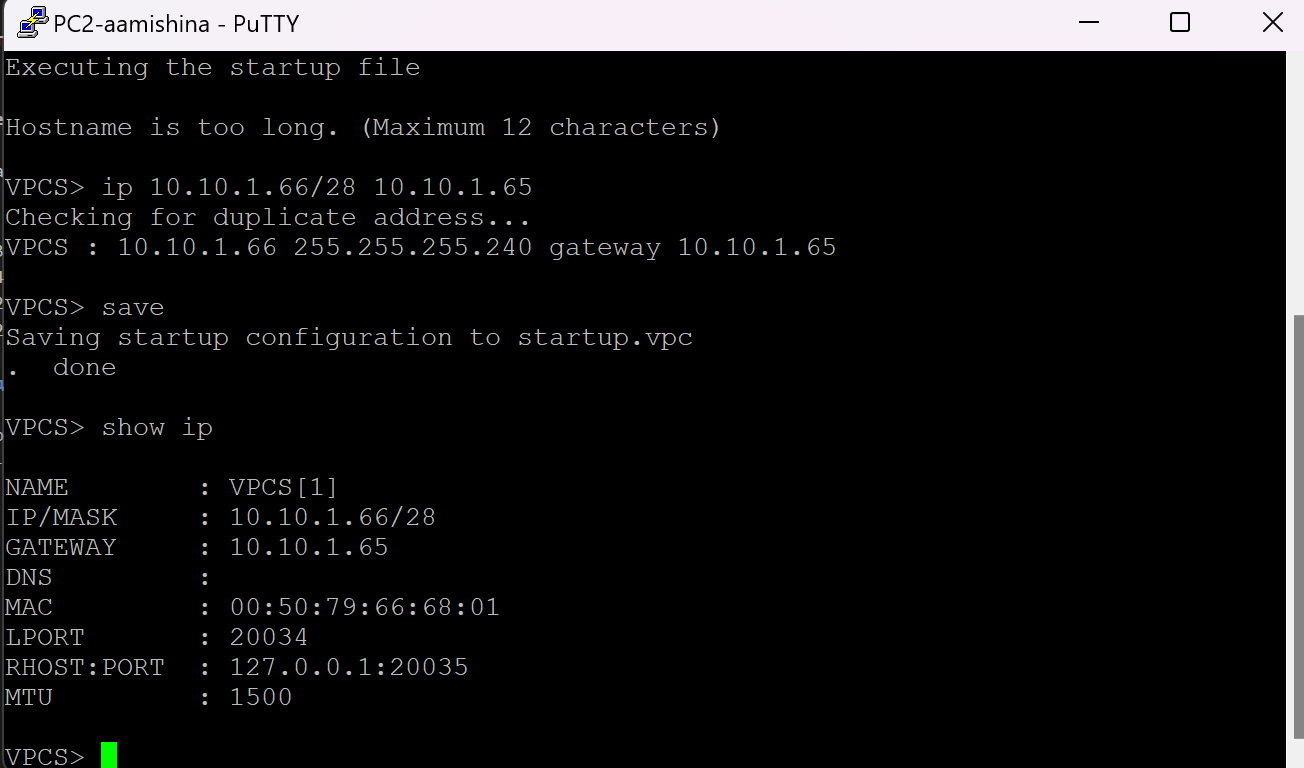 PC2-aamishina - PuTTY
Executing the startup file
Hostname is too long. (Maximum 12 characters)
VPCS> ip 10.10.1.66/28 10.10.1.65
Checking for duplicate address...
VPCS : 10.10.1.66 255.255.255.240 gateway 10.10.1.65
VPCS> save
Saving startup configuration to startup.vpc
.  done
VPCS> show ip
NAME        : VPCS[1]
IP/MASK     : 10.10.1.66/28
GATEWAY     : 10.10.1.65
DNS         :
MAC         : 00:50:79:66:68:01
LPORT       : 20034
RHOST:PORT  : 127.0.0.1:20035
MTU         : 1500
VPCS>